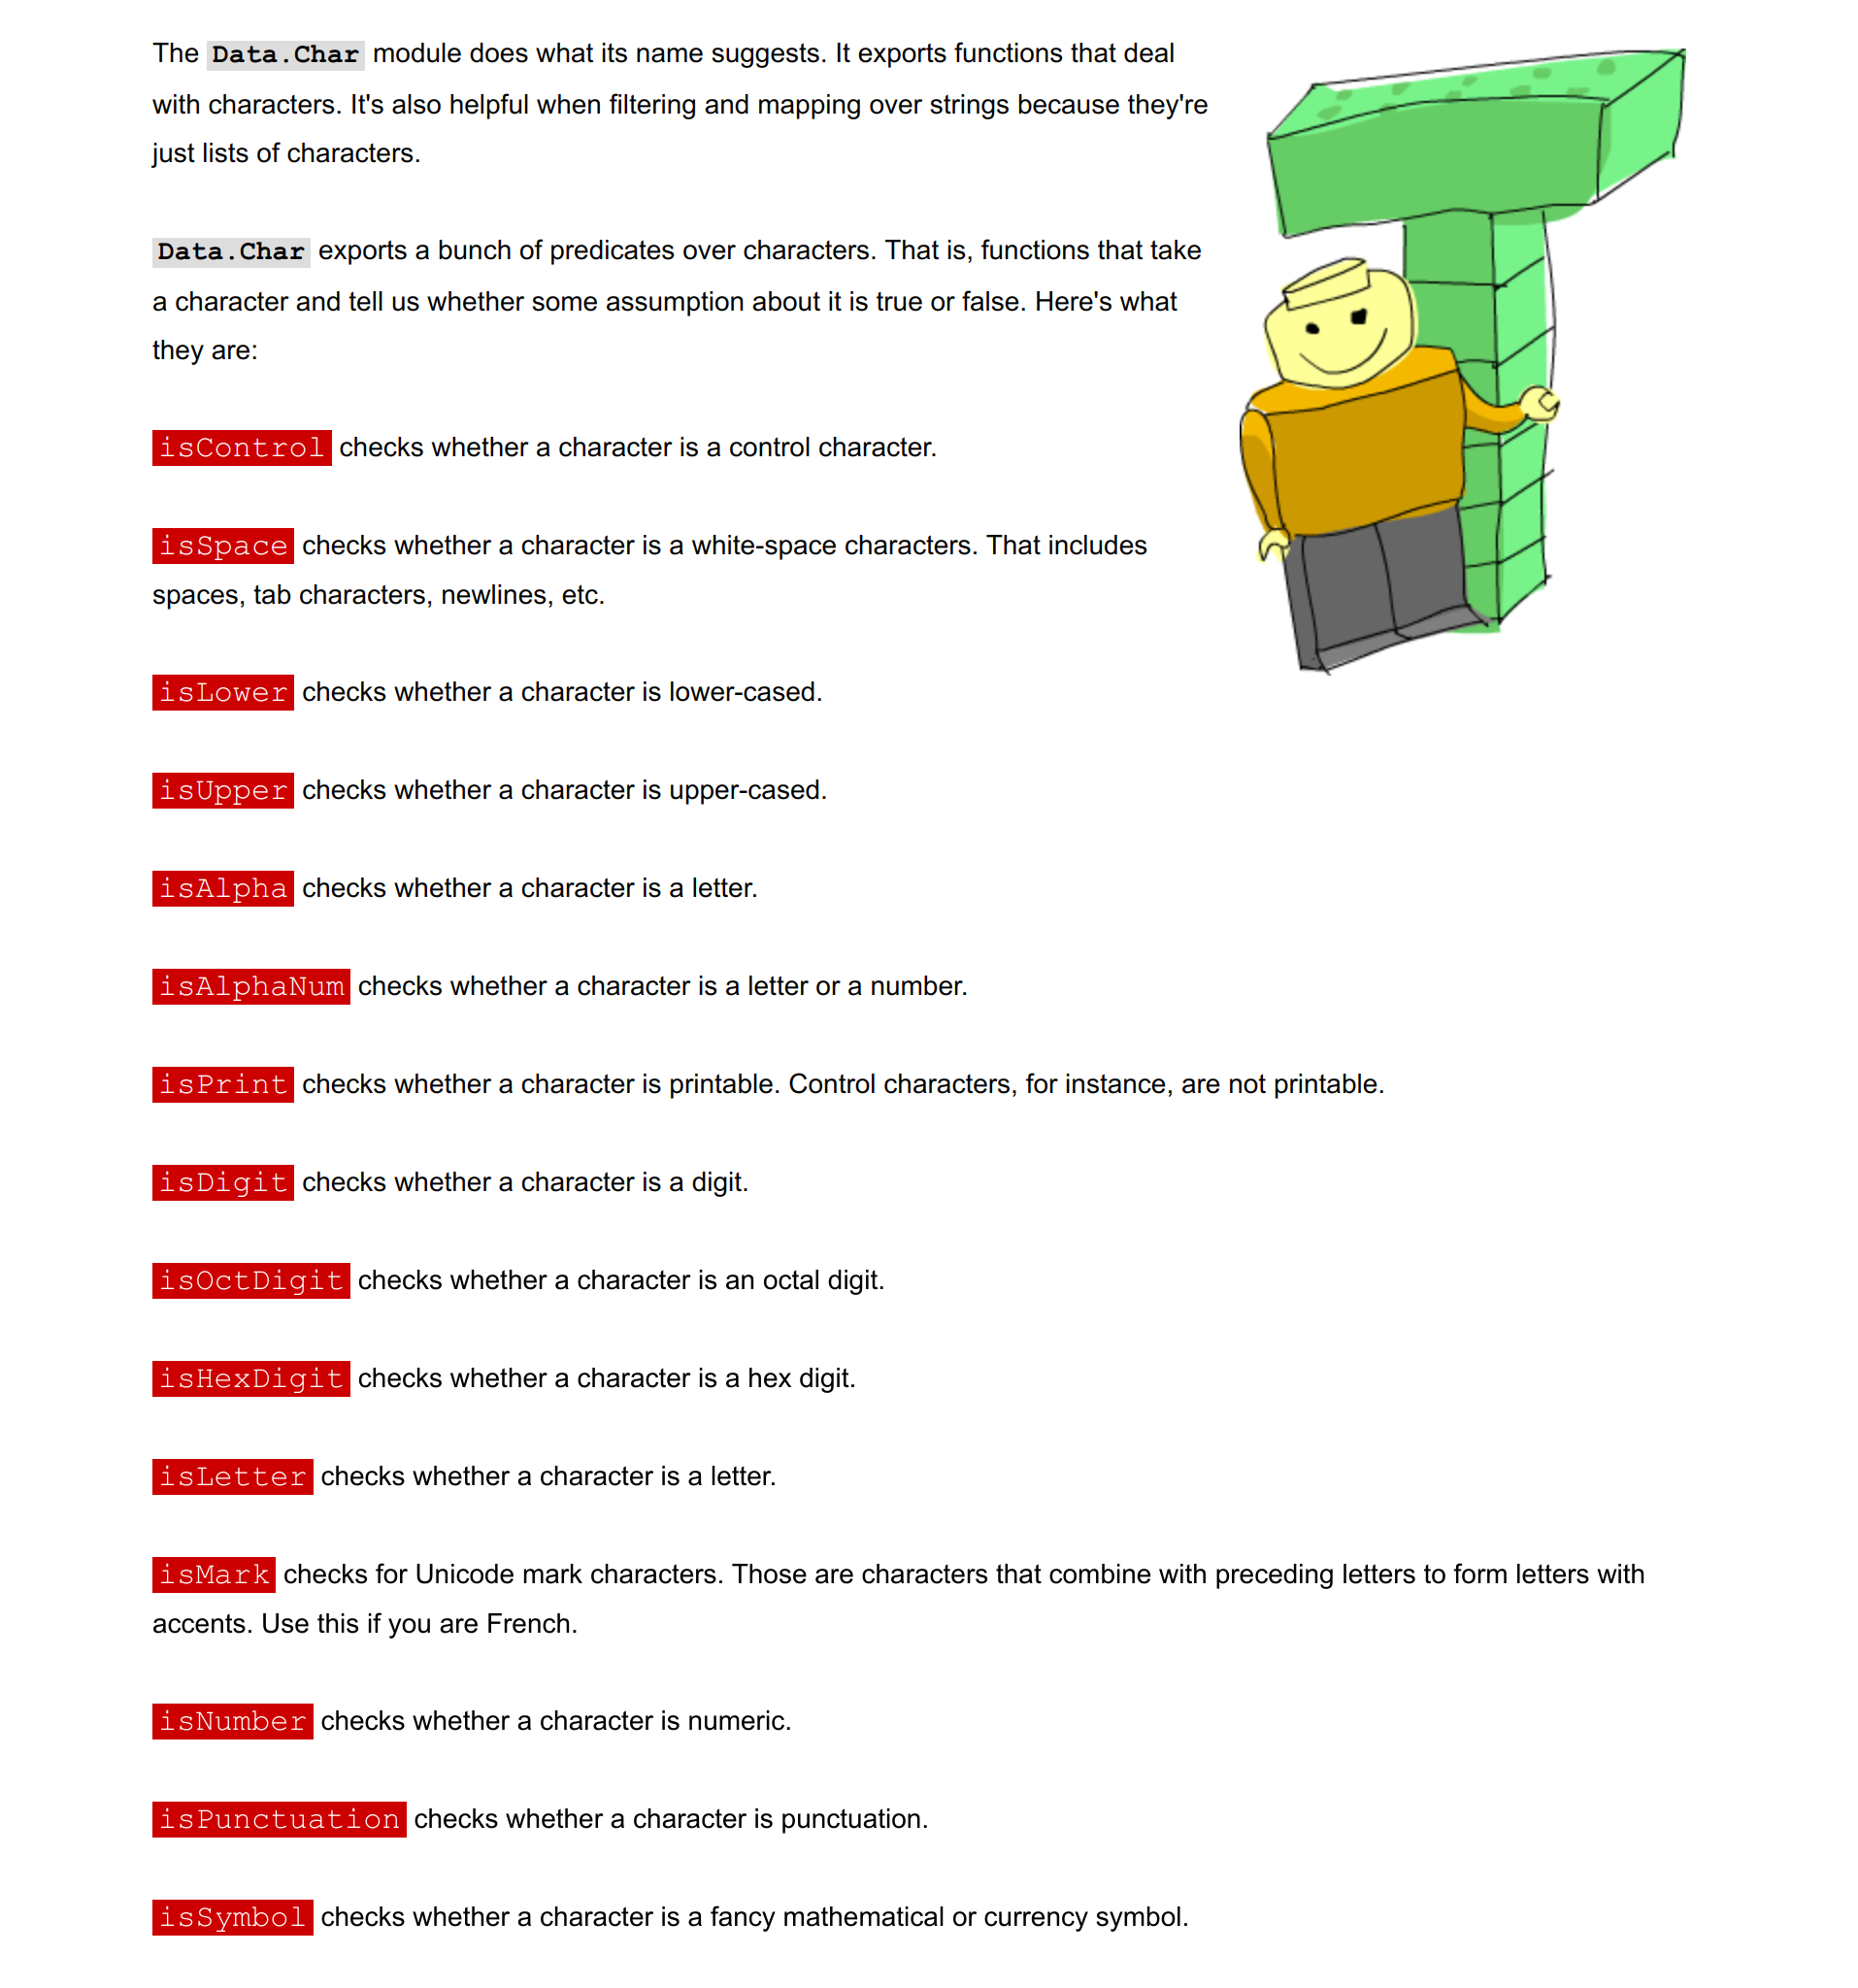 The Data.Char module does what its name suggests. It exports functions that deal
with characters. It's also helpful when filtering and mapping over strings because they're
just lists of characters.
Data.Char exports a bunch of predicates over characters. That is, functions that take
a character and tell us whether some assumption about it is true or false. Here's what
they are:
isControl checks whether a character is a control character.
isSpace checks whether a character is a white-space characters. That includes
spaces, tab characters, newlines, etc.
isLower checks whether a character is lower-cased.
isUpper checks whether a character is upper-cased.
isAlpha checks whether a character is a letter.
isAlphaNum checks whether a character is a letter or a number.
isPrint checks whether a character is printable. Control characters, for instance, are not printable.
isDigit checks whether a character is a digit.
isOctDigit checks whether a character is an octal digit.
isHexDigit checks whether a character is a hex digit.
isLetter checks whether a character is a letter.
isMark checks for Unicode mark characters. Those are characters that combine with preceding letters to form letters with
accents. Use this if you are French.
isNumber checks whether a character is numeric.
isPunctuation checks whether a character is punctuation.
isSymbol checks whether a character is a fancy mathematical or currency symbol.